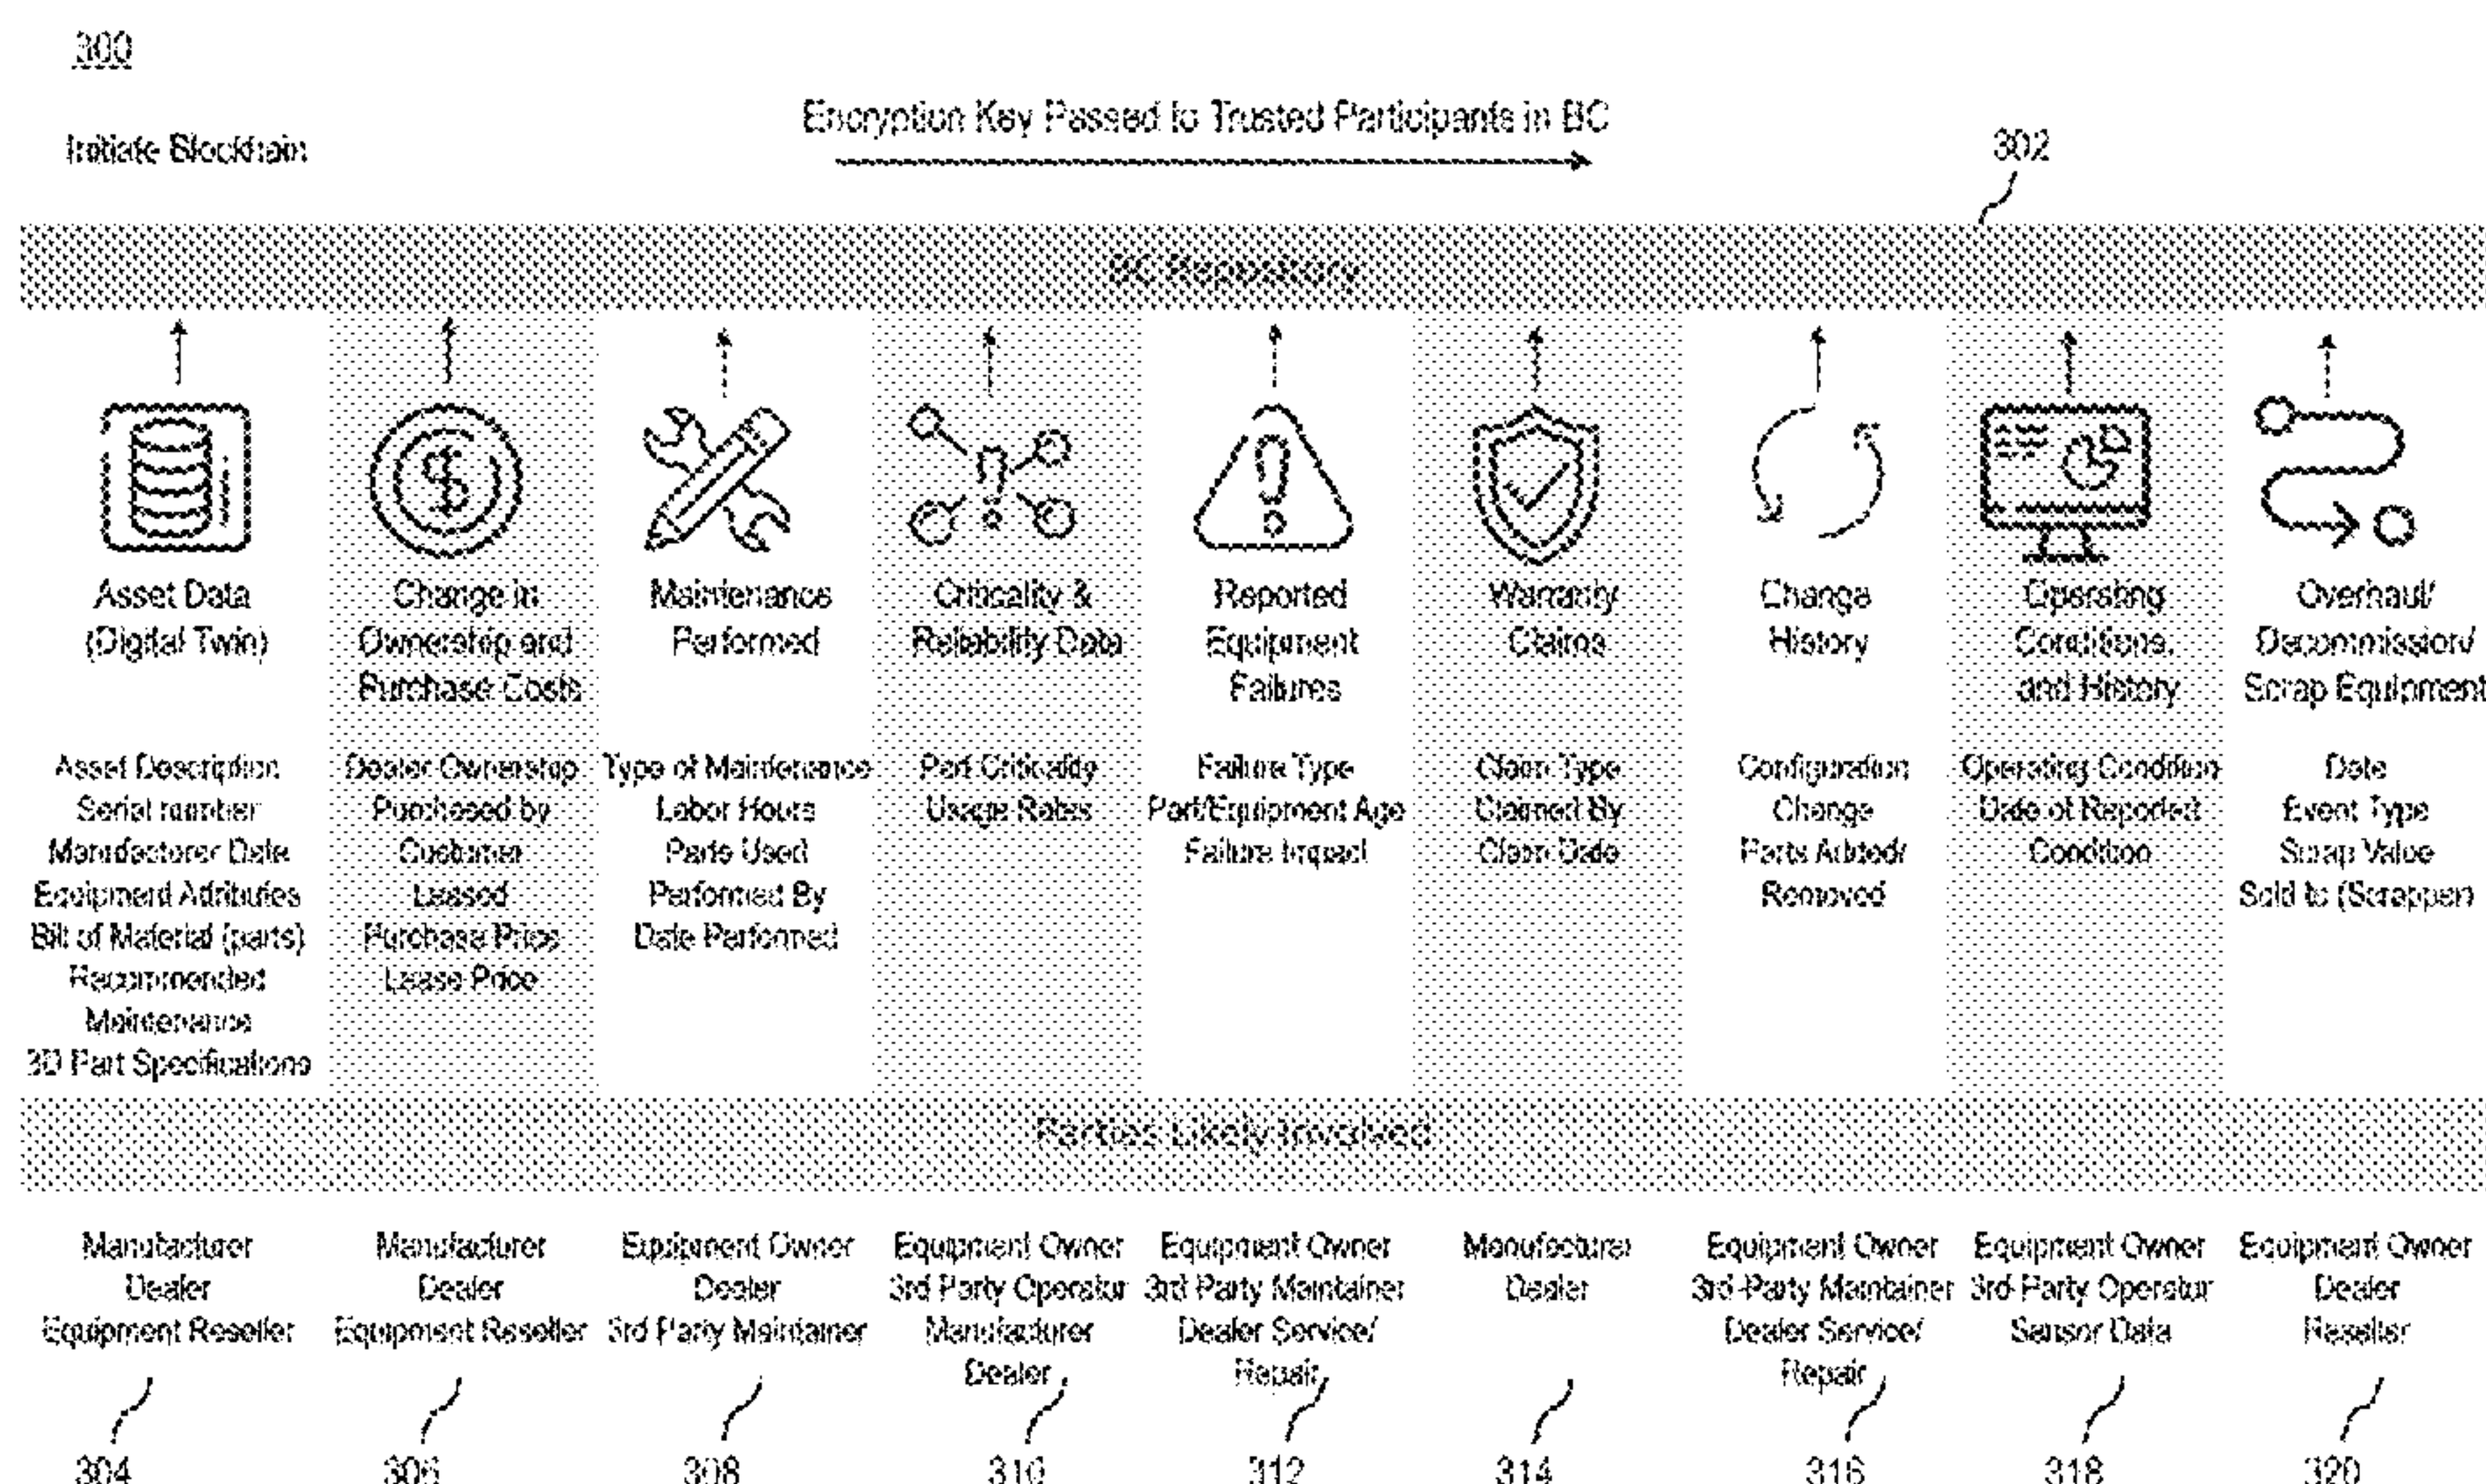 300
Initiate Blockhain
Encryption Key Passed to Trusted Participants in BC
302
BC Repository
Asset Data
(Digital Twin)
Asset Description
Serial number
Manufacturer Date
Equipment Attributes
Bill of Material (parts)
Recommended
Maintenance
3D Part Specifications
Change in
Ownership and
Purchase Costs
Dealer Ownership
Purchased by
Customer
Leased
Purchase Price
Lease Price
Maintenance
Performed
Type of Maintenance
Labor Hours
Parts Used
Performed By
Date Performed
Criticality &
Reliability Data
Part Criticality
Usage Rates
Reported
Equipment
Failures
Failure Type
Part/Equipment Age
Failure Impact
Warranty
Claims
Claim Type
Claimed By
Claim Date
Change
History
Configuration
Change
Parts Added/
Removed
Operating
Conditions,
and History
Operating Condition
Date of Reported
Condition
Overhaul/
Decommission/
Scrap Equipment
Date
Event Type
Scrap Value
Sold to (Scrapper)
Parties Likely Involved
Manufacturer
Dealer
Equipment Reseller
304
Manufacturer
Dealer
Equipment Reseller
306
Equipment Owner
Dealer
3rd Party Maintainer
308
Equipment Owner
3rd Party Operator
Manufacturer
Dealer
310
Equipment Owner
3rd Party Maintainer
Dealer Service/
Repair
312
Manufacturer
Dealer
314
Equipment Owner
3rd-Party Maintainer
Dealer Service/
Repair
316
Equipment Owner
3rd-Party Operator
Sensor Data
318
Equipment Owner
Dealer
Reseller
320